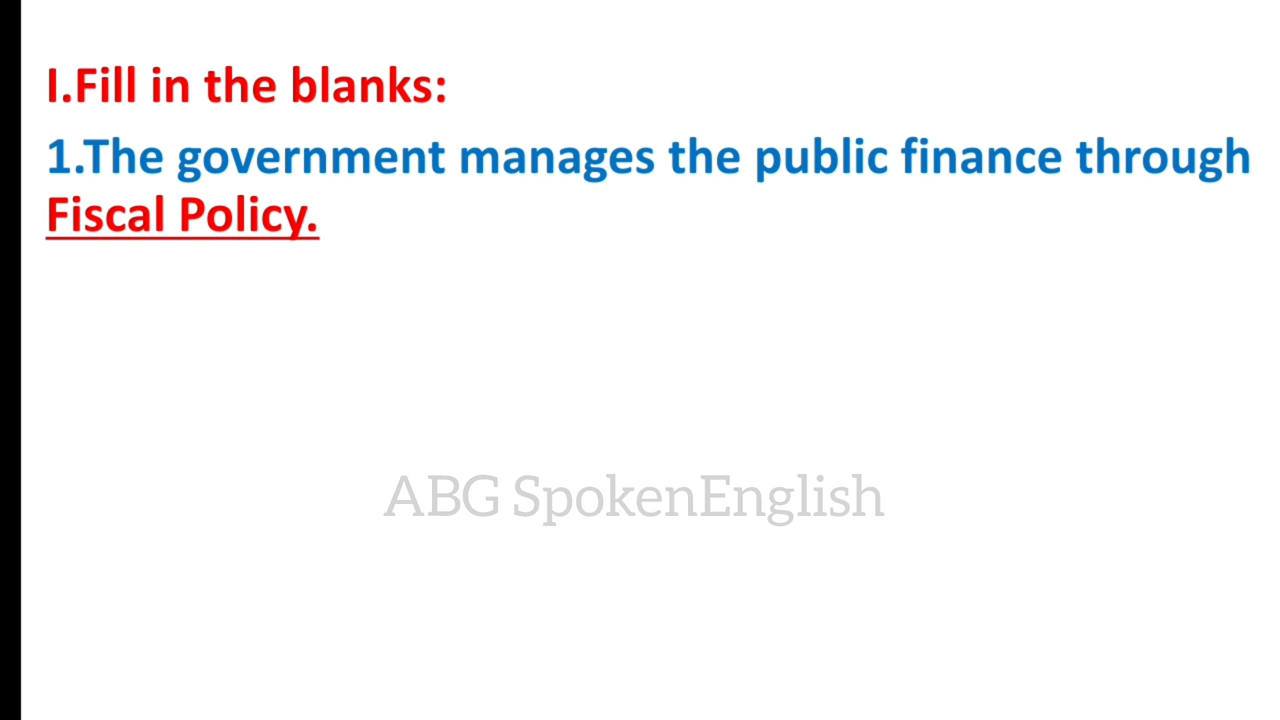 I.Fill in the blanks:
1.The government manages the public finance through
Fiscal Policy.
ABG SpokenEnglish